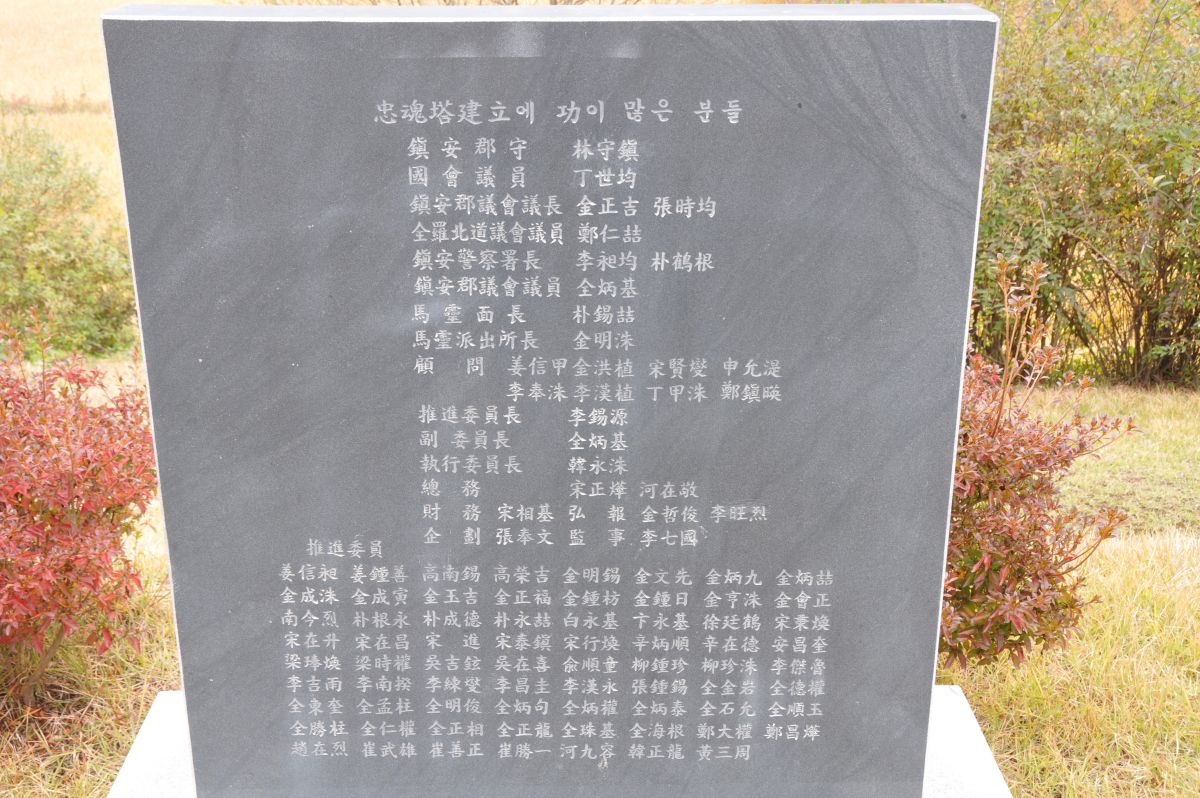 忠魂塔建立에 功이 많은 분들
鎭安郡守 林守鎭
國會議員 丁世均
鎭安郡議會議長 金正吉 張時均
全羅北道議會議員 鄭仁喆
鎭安警察署長 李昶均 朴鶴根
鎭安郡議會議員 全炳基
馬靈面長 朴錫喆
馬靈派出所長 金明洙
顧問 姜信甲 金洪植 宋賢燮 申允湜
李奉洙 李漢植 丁甲洙 鄭鎭暎
推進委員長 李錫源
副委員長 全炳基
執行委員長 韓永洙
總務 宋正燁 河在敬
財務 宋相基 弘報 金哲俊 李旺烈
企劃 張奉文 監事 李七國
推進委員
姜信昶 姜鍾善 高南錫 高榮吉 金明錫 金文先 金炳九 金炳喆
金成洙 金成寅 金玉吉 金正福 金鍾枋 金鍾日 金亨洙 金會正
南今烈 朴根永 朴成德 朴永喆 白永基 卞永基 徐廷鶴 宋秉煥
宋在升 宋在昌 宋進 宋泰鎭 宋行煥 辛炳順 辛在德 安昌奎
梁琫煥 梁時權 吳吉鉉 吳在喜 兪順童 柳鍾珍 柳珍洙 李傑魯
李吉雨 李南揆 李練燮 李昌圭 李漢永 張鍾錫 全金岩 全德權
全東奎 全孟柱 全明俊 全炳旬 全炳權 全炳泰 全石允 全順玉
全勝柱 全仁權 全正相 全正龍 全珠基 全海根 鄭大權 鄭昌燁
趙在烈 崔武雄 崔善正 崔勝一 河九容 韓正龍 黃三周